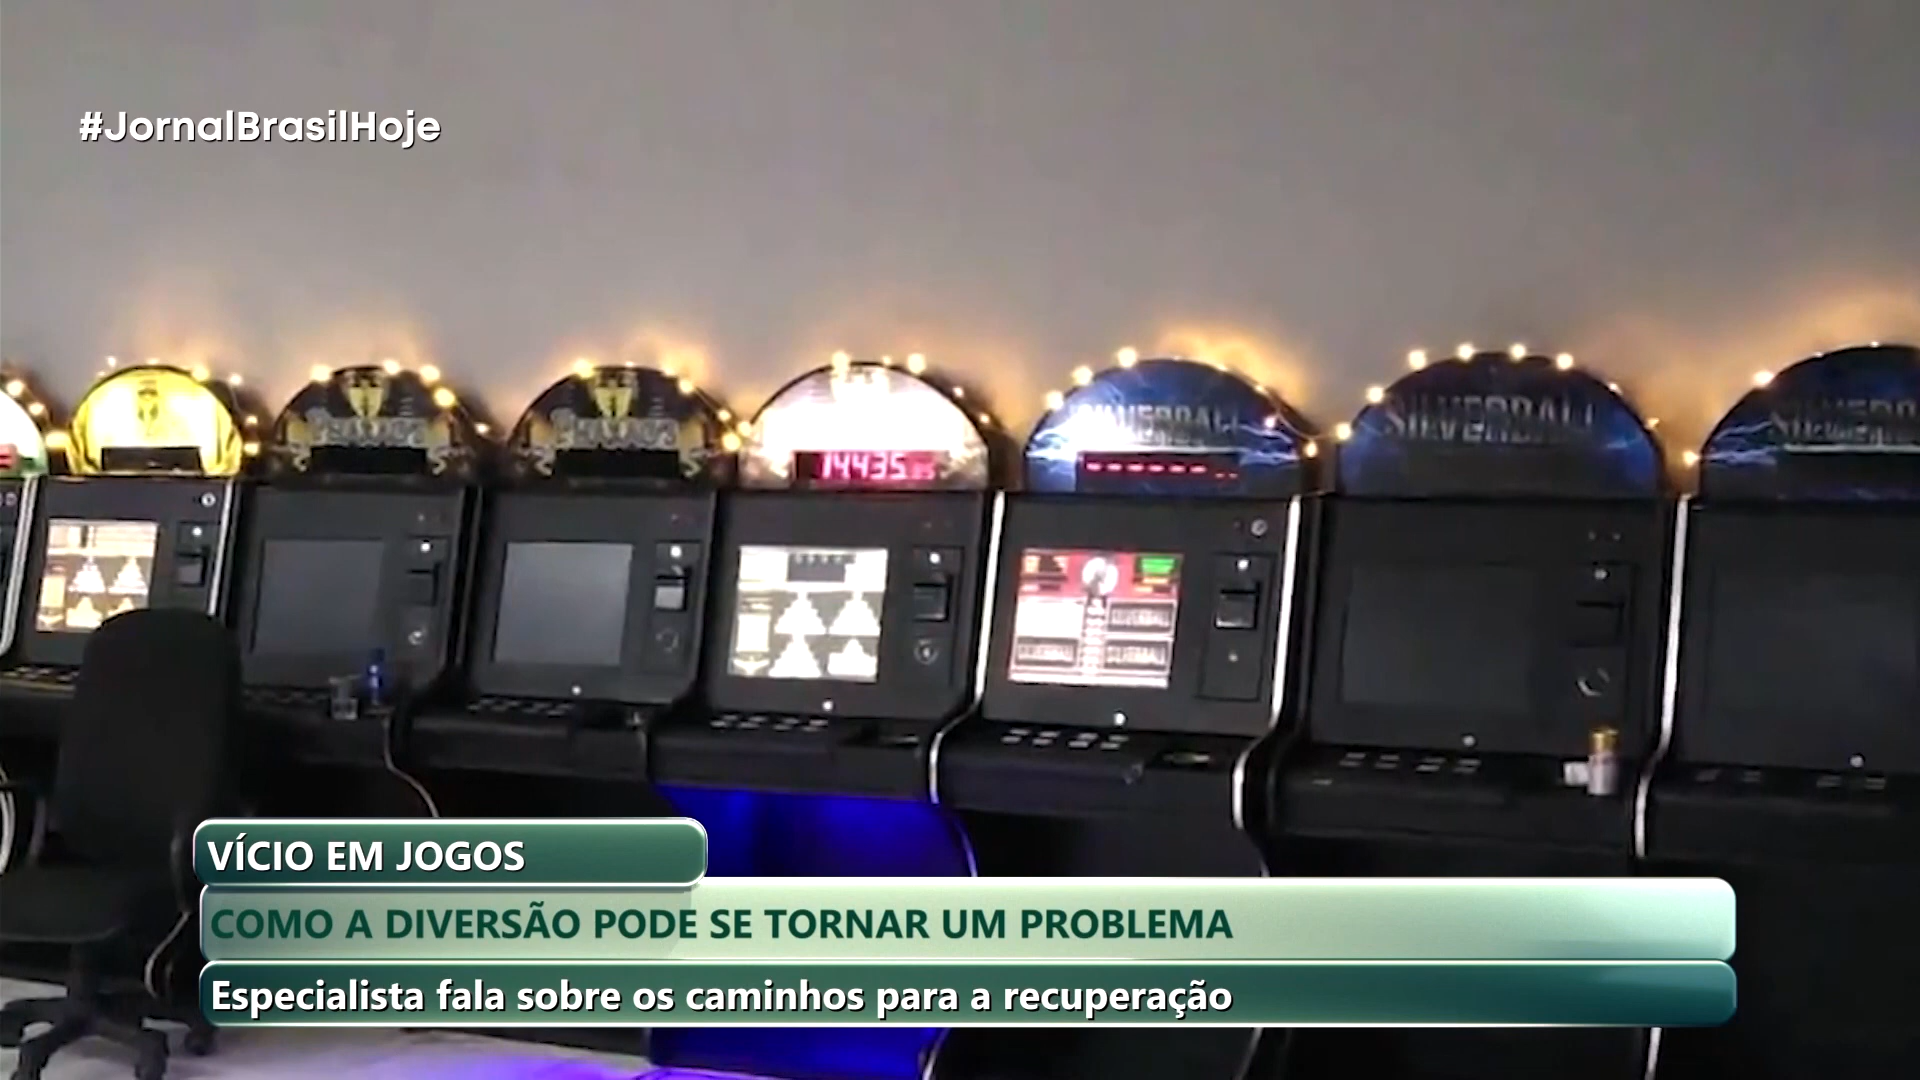 #JornalBrasilHoje
14435
SILVERBALL
SILVERBALL
VÍCIO EM JOGOS
COMO A DIVERSÃO PODE SE TORNAR UM PROBLEMA
Especialista fala sobre os caminhos para a recuperação